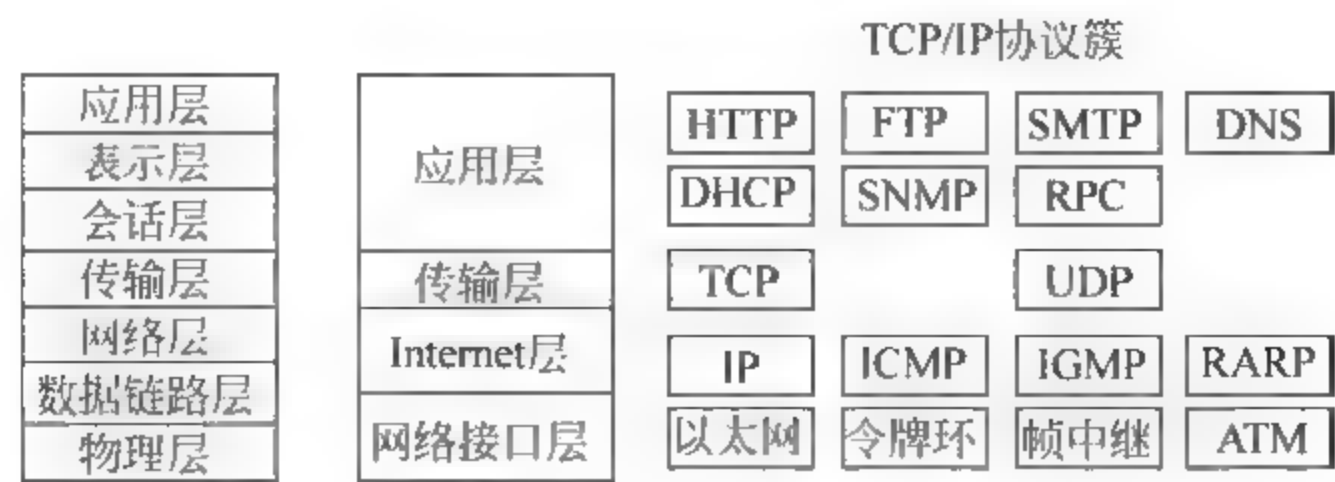 TCP/IP协议簇
应用层
表示层
会话层
传输层
网络层
数据链路层
物理层
应用层
传输层
Internet层
网络接口层
HTTP FTP SMTP DNS
DHCP SNMP RPC
TCP UDP
IP ICMP IGMP RARP
以太网 令牌环 帧中继 ATM